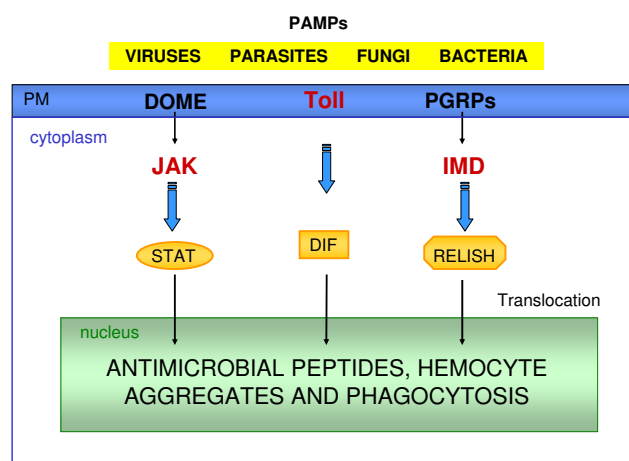 PAMPs
VIRUSES PARASITES FUNGI BACTERIA
PM DOME Toll PGRPs
cytoplasm
JAK IMD
STAT DIF RELISH
Translocation
nucleus
ANTIMICROBIAL PEPTIDES, HEMOCYTE
AGGREGATES AND PHAGOCYTOSIS